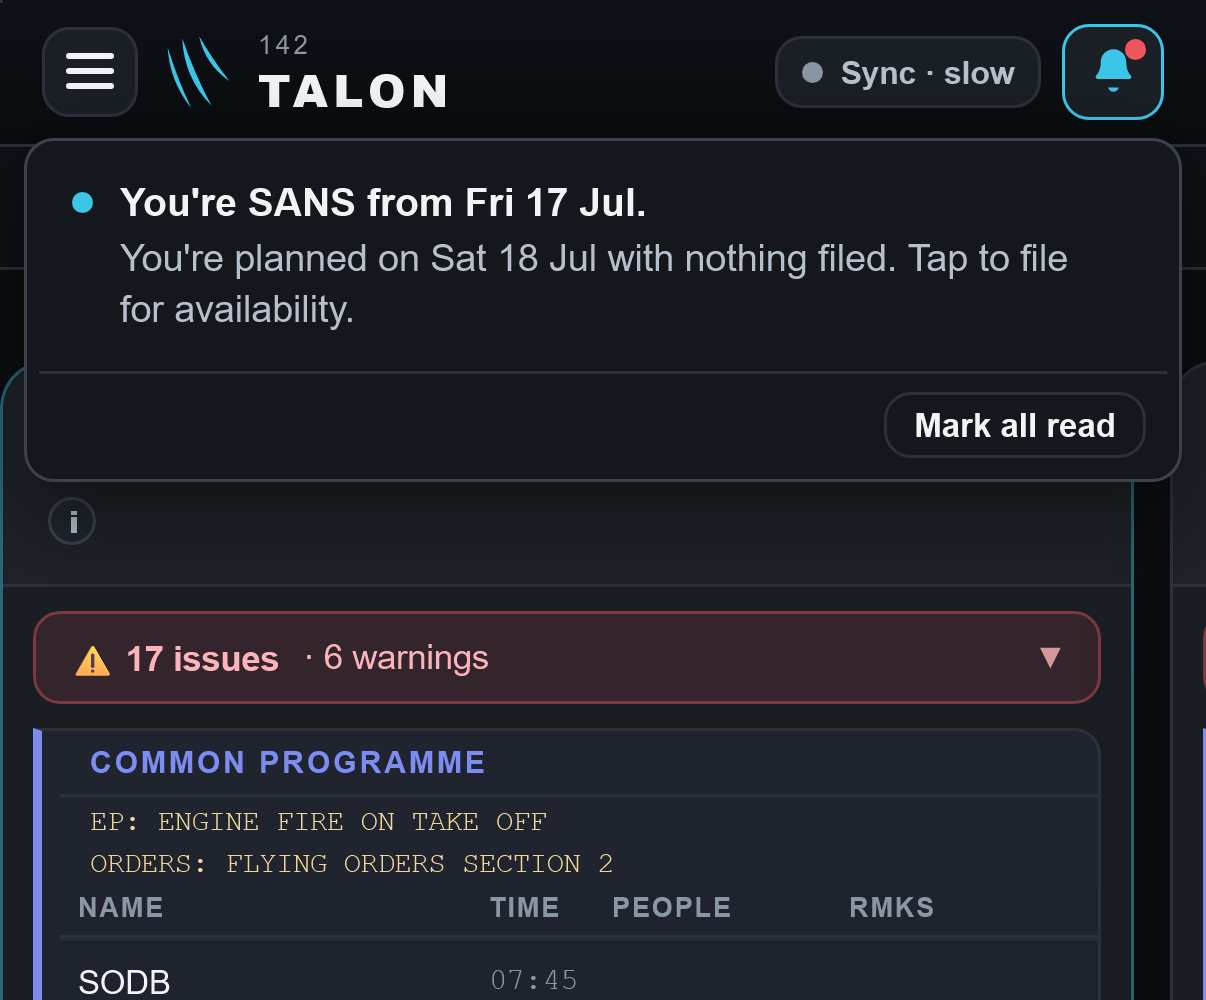 142
TALON
Sync · slow
You're SANS from Fri 17 Jul.
You're planned on Sat 18 Jul with nothing filed. Tap to file
for availability.
Mark all read
i
17 issues · 6 warnings
COMMON PROGRAMME
EP: ENGINE FIRE ON TAKE OFF
ORDERS: FLYING ORDERS SECTION 2
NAME TIME PEOPLE RMKS
SODB 07:45